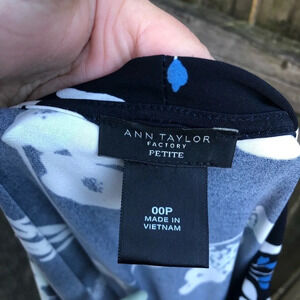 ANN TAYLOR
FACTORY
PETITE
00P
MADE IN
VIETNAM